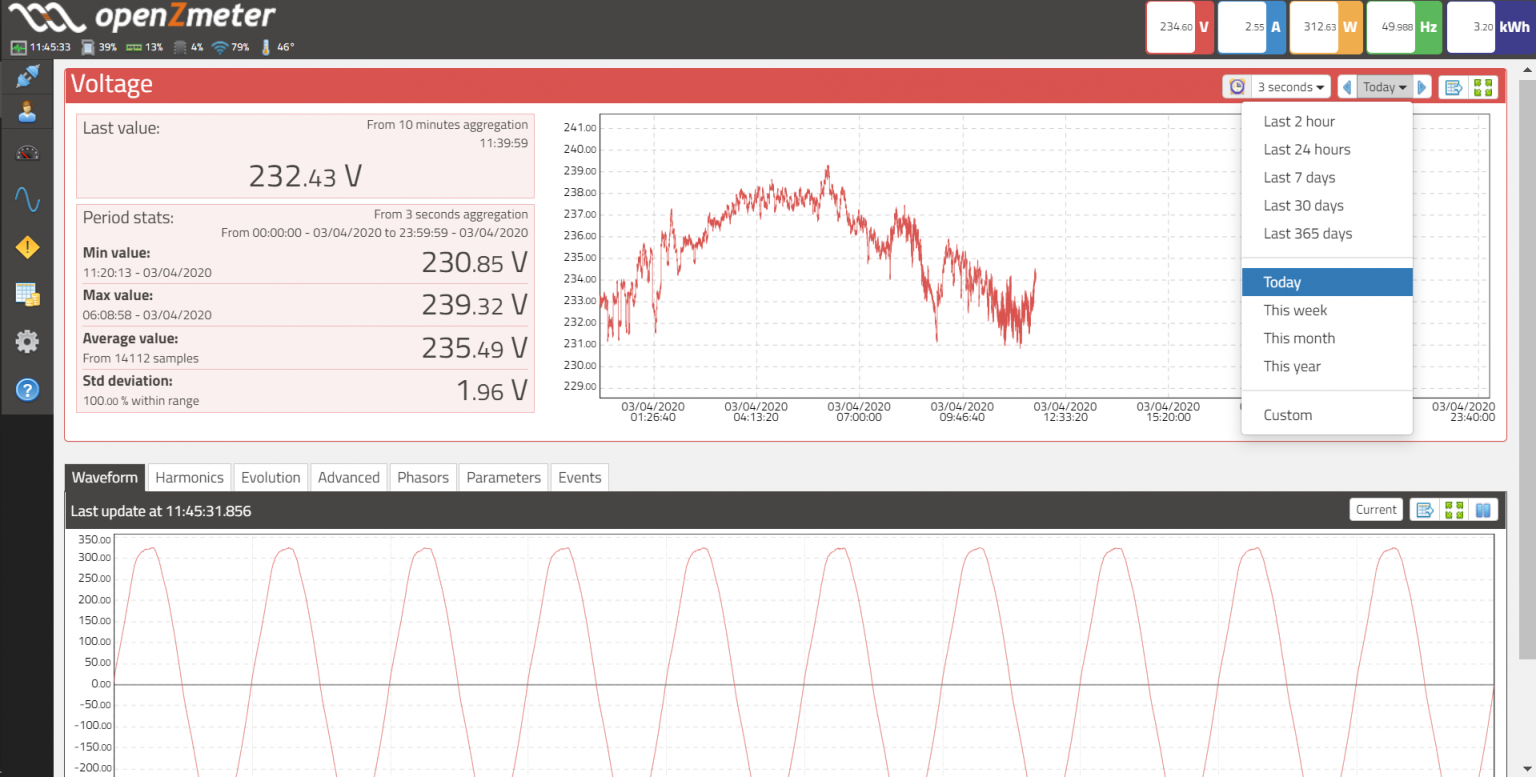 openZmeter
11:45:33 39% 13% 4% 79% 46°
234.60 V 2.55 A 312.63 W 49.988 Hz 3.20 kWh
Voltage
3 seconds Today
Last value:
From 10 minutes aggregation
11:39:59
232.43 V
Period stats:
From 3 seconds aggregation
From 00:00:00 - 03/04/2020 to 23:59:59 - 03/04/2020
Min value:
11:20:13 - 03/04/2020
230.85 V
Max value:
06:08:58 - 03/04/2020
239.32 V
Average value:
From 14112 samples
235.49 V
Std deviation:
100.00 % within range
1.96 V
241.00
240.00
239.00
238.00
237.00
236.00
235.00
234.00
233.00
232.00
231.00
230.00
229.00
03/04/2020 03/04/2020 03/04/2020 03/04/2020 03/04/2020 03/04/2020 03/04/2020
01:26:40 04:13:20 07:00:00 09:46:40 12:33:20 15:20:00 23:40:00
Last 2 hour
Last 24 hours
Last 7 days
Last 30 days
Last 365 days
Today
This week
This month
This year
Custom
Waveform Harmonics Evolution Advanced Phasors Parameters Events
Last update at 11:45:31.856
Current
350.00
300.00
250.00
200.00
150.00
100.00
50.00
0.00
-50.00
-100.00
-150.00
-200.00